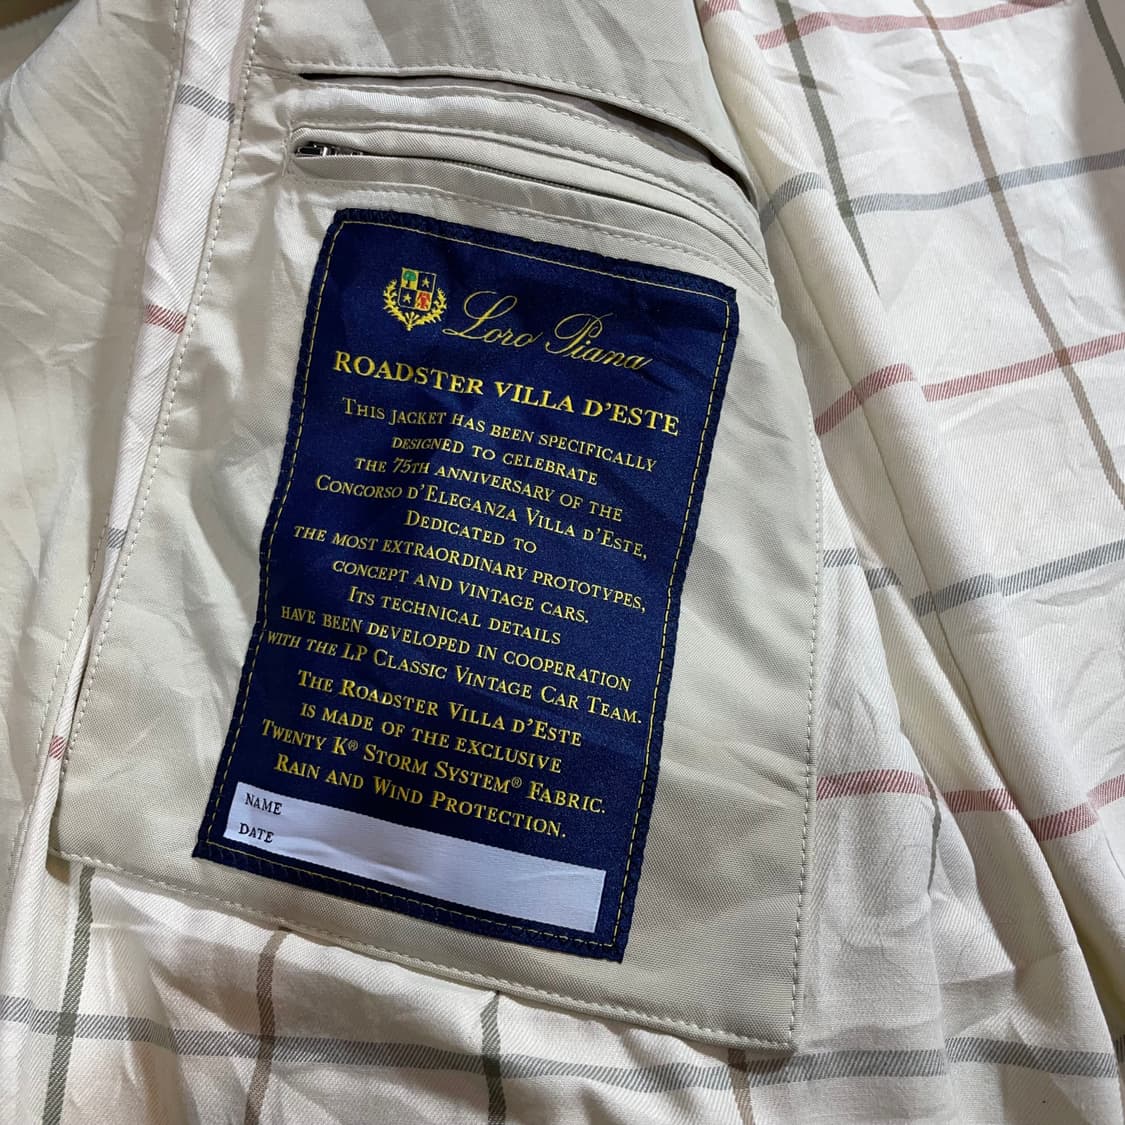 Loro Piana
ROADSTER VILLA D'ESTE
THIS JACKET HAS BEEN SPECIFICALLY
DESIGNED TO CELEBRATE
THE 75TH ANNIVERSARY OF THE
CONCORSO D'ELEGANZA VILLA D'ESTE,
DEDICATED TO
THE MOST EXTRAORDINARY PROTOTYPES,
CONCEPT AND VINTAGE CARS.
ITS TECHNICAL DETAILS
HAVE BEEN DEVELOPED IN COOPERATION
WITH THE LP CLASSIC VINTAGE CAR TEAM.
THE ROADSTER VILLA D'ESTE
IS MADE OF THE EXCLUSIVE
TWENTY K® STORM SYSTEM® FABRIC.
RAIN AND WIND PROTECTION.
NAME
DATE